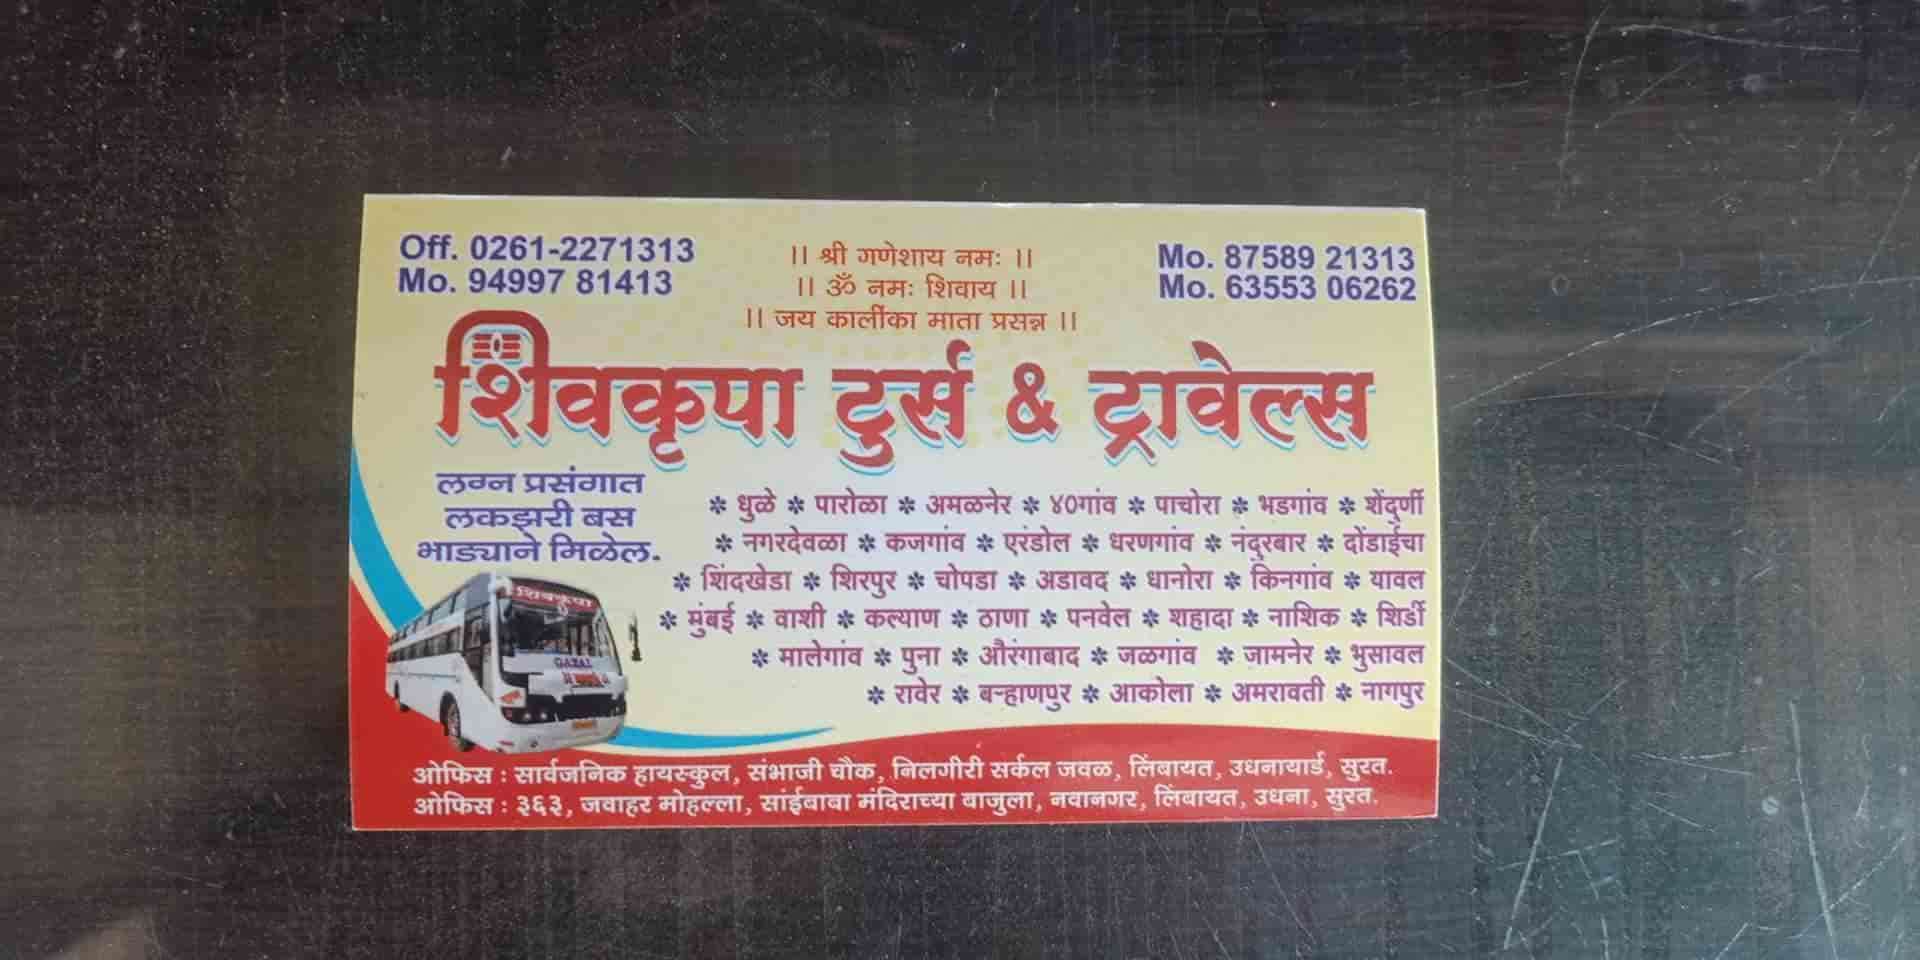 Off. 0261-2271313
Mo. 94997 81413
|| श्री गणेशाय नमः ||
|| ॐ नमः शिवाय ||
|| जय कालींका माता प्रसन्न ||
Mo. 87589 21313
Mo. 63553 06262
शिवकृपा टुर्स & ट्रावेल्स
लग्न प्रसंगात
लकझरी बस
भाड्याने मिळेल.
* धुळे * पारोळा * अमळनेर * ४०गांव * पाचोरा * भडगांव * शेंदुर्णी
* नगरदेवळा * कजगांव * एरंडोल * धरणगांव * नंदुरबार * दोंडाईचा
* शिंदखेडा * शिरपुर * चोपडा * अडावद * धानोरा * किनगांव * यावल
* मुंबई * वाशी * कल्याण * ठाणा * पनवेल * शहादा * नाशिक * शिर्डी
* मालेगांव * पुना * औरंगाबाद * जळगांव * जामनेर * भुसावल
* रावेर * बऱ्हाणपुर * आकोला * अमरावती * नागपुर
शिवकृपा
GAZAL
ओफिस : सार्वजनिक हायस्कुल, संभाजी चौक, निलगीरी सर्कल जवळ, लिंबायत, उधनायार्ड, सुरत.
ओफिस : ३६३, जवाहर मोहल्ला, सांईबाबा मंदिराच्या बाजुला, नवानगर, लिंबायत, उधना, सुरत.